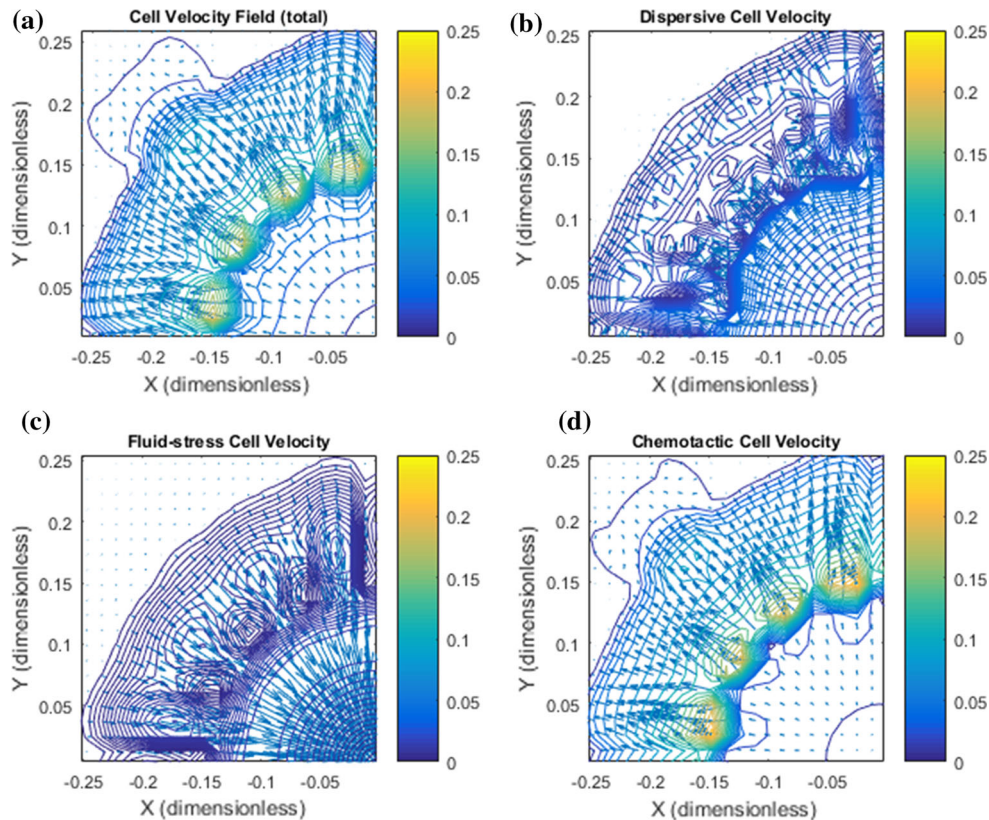 (a)
Cell Velocity Field (total)
0.25
0.2
0.15
0.1
0.05
Y (dimensionless)
-0.25 -0.2 -0.15 -0.1 -0.05
X (dimensionless)
0.25
0.2
0.15
0.1
0.05
0
(b)
Dispersive Cell Velocity
0.25
0.2
0.15
0.1
0.05
Y (dimensionless)
-0.25 -0.2 -0.15 -0.1 -0.05
X (dimensionless)
0.25
0.2
0.15
0.1
0.05
0
(c)
Fluid-stress Cell Velocity
0.25
0.2
0.15
0.1
0.05
Y (dimensionless)
-0.25 -0.2 -0.15 -0.1 -0.05
X (dimensionless)
0.25
0.2
0.15
0.1
0.05
0
(d)
Chemotactic Cell Velocity
0.25
0.2
0.15
0.1
0.05
Y (dimensionless)
-0.25 -0.2 -0.15 -0.1 -0.05
X (dimensionless)
0.25
0.2
0.15
0.1
0.05
0